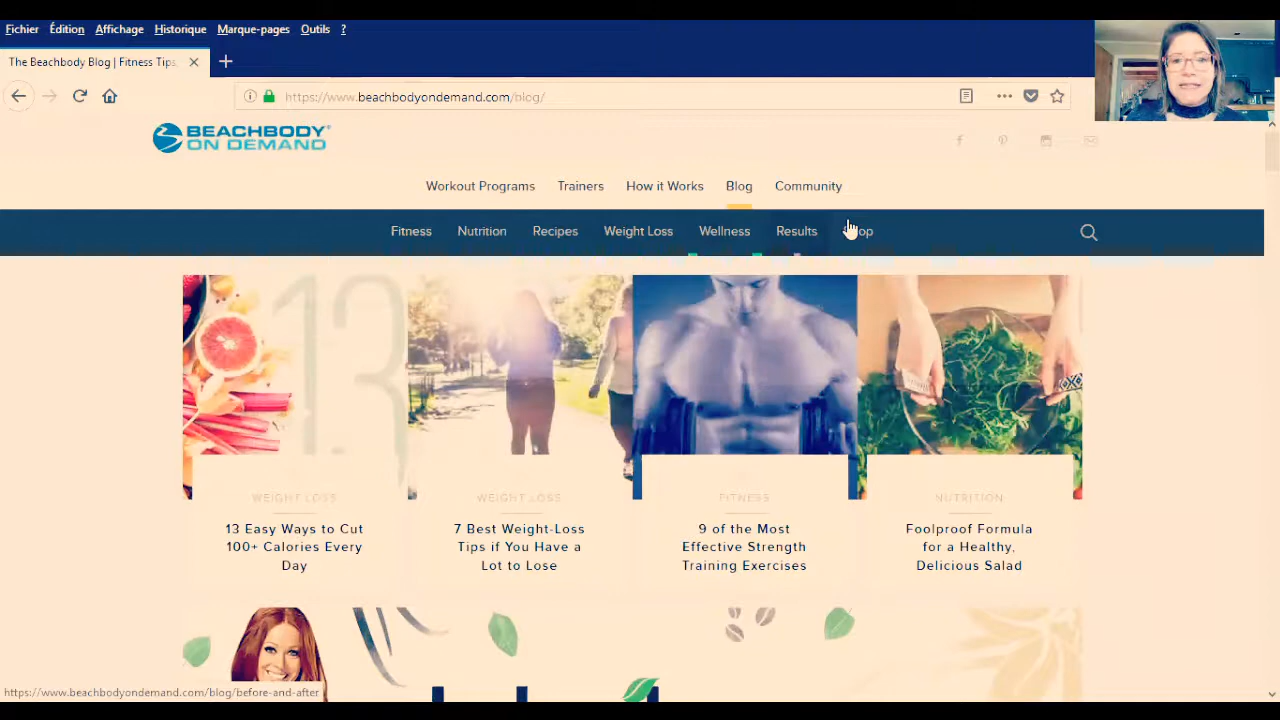 Fichier Édition Affichage Historique Marque-pages Outils ?
The Beachbody Blog | Fitness Tips,
https://www.beachbodyondemand.com/blog/
BEACHBODY
ON DEMAND
Workout Programs Trainers How it Works Blog Community
Fitness Nutrition Recipes Weight Loss Wellness Results
WEIGHT LOSS
13 Easy Ways to Cut
100+ Calories Every
Day
WEIGHT LOSS
7 Best Weight-Loss
Tips if You Have a
Lot to Lose
FITNESS
9 of the Most
Effective Strength
Training Exercises
NUTRITION
Foolproof Formula
for a Healthy,
Delicious Salad
https://www.beachbodyondemand.com/blog/before-and-after